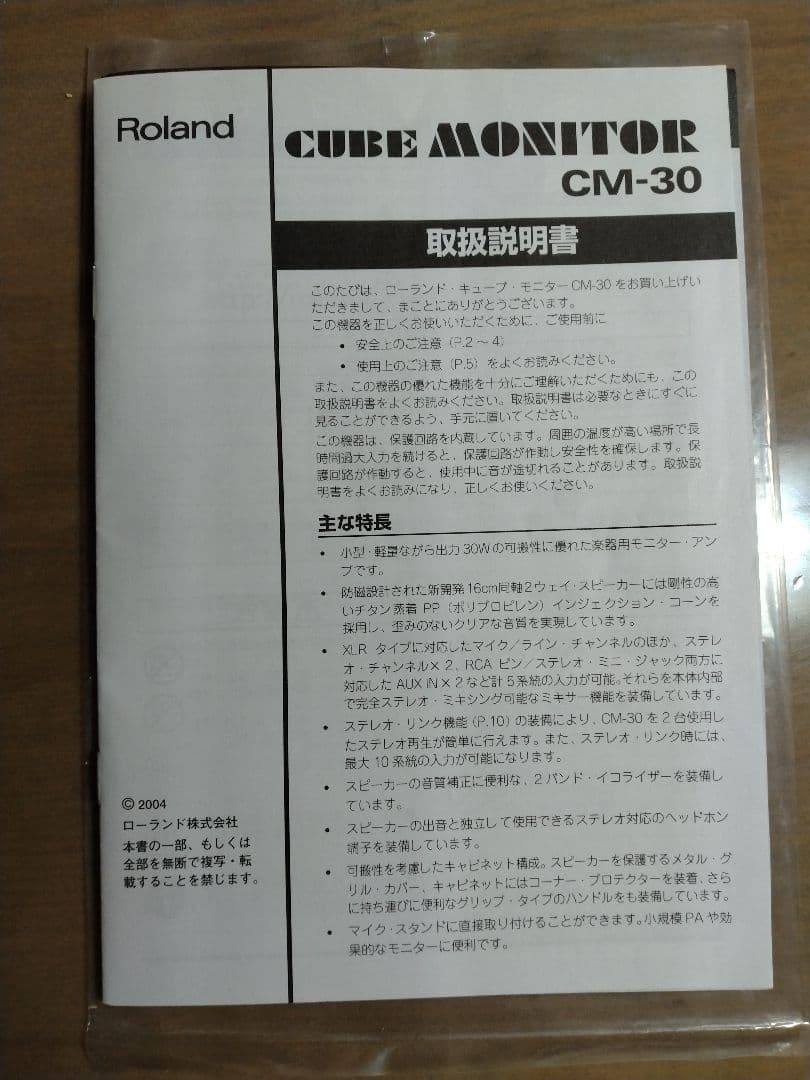 Roland
CUBE MONITOR
CM-30
取扱説明書
このたびは、ローランド・キューブ・モニターCM-30をお買い上げい
ただきまして、まことにありがとうございます。
この機器を正しくお使いいただくために、ご使用前に
• 安全上のご注意（P.2〜4）
• 使用上のご注意（P.5）をよくお読みください。
また、この機器の優れた機能を十分にご理解いただくためにも、この
取扱説明書をよくお読みください。取扱説明書は必要なときにすぐに
見ることができるよう、手元に置いてください。
この機器は、保護回路を内蔵しています。周囲の温度が高い場所で長
時間過大入力を続けると、保護回路が作動し安全性を確保します。保
護回路が作動すると、使用中に音が途切れることがあります。取扱説
明書をよくお読みになり、正しくお使いください。
主な特長
• 小型・軽量ながら出力30Wの可搬性に優れた楽器用モニター・アン
プです。
• 防磁設計された新開発16cm同軸2ウェイ・スピーカーには剛性の高
いチタン蒸着PP（ポリプロピレン）インジェクション・コーンを
採用し、歪みのないクリアな音質を実現しています。
• XLRタイプに対応したマイク／ライン・チャンネルのほか、ステレ
オ・チャンネル×2、RCAピン／ステレオ・ミニ・ジャック両方に
対応したAUX IN×2など計5系統の入力が可能。それらを本体内部
で完全ステレオ・ミキシング可能なミキサー機能を装備しています。
• ステレオ・リンク機能（P.10）の装備により、CM-30を2台使用し
たステレオ再生が簡単に行えます。また、ステレオ・リンク時には、
最大10系統の入力が可能になります。
• スピーカーの音質補正に便利な、2バンド・イコライザーを装備し
ています。
• スピーカーの出音と独立して使用できるステレオ対応のヘッドホン
端子を装備しています。
• 可搬性を考慮したキャビネット構成。スピーカーを保護するメタル・グ
リル・カバー、キャビネットにはコーナー・プロテクターを装着、さら
に持ち運びに便利なグリップ・タイプのハンドルをも装備しています。
• マイク・スタンドに直接取り付けることができます。小規模PAや効
果的なモニターに便利です。
© 2004
ローランド株式会社
本書の一部、もしくは
全部を無断で複写・転
載することを禁じます。